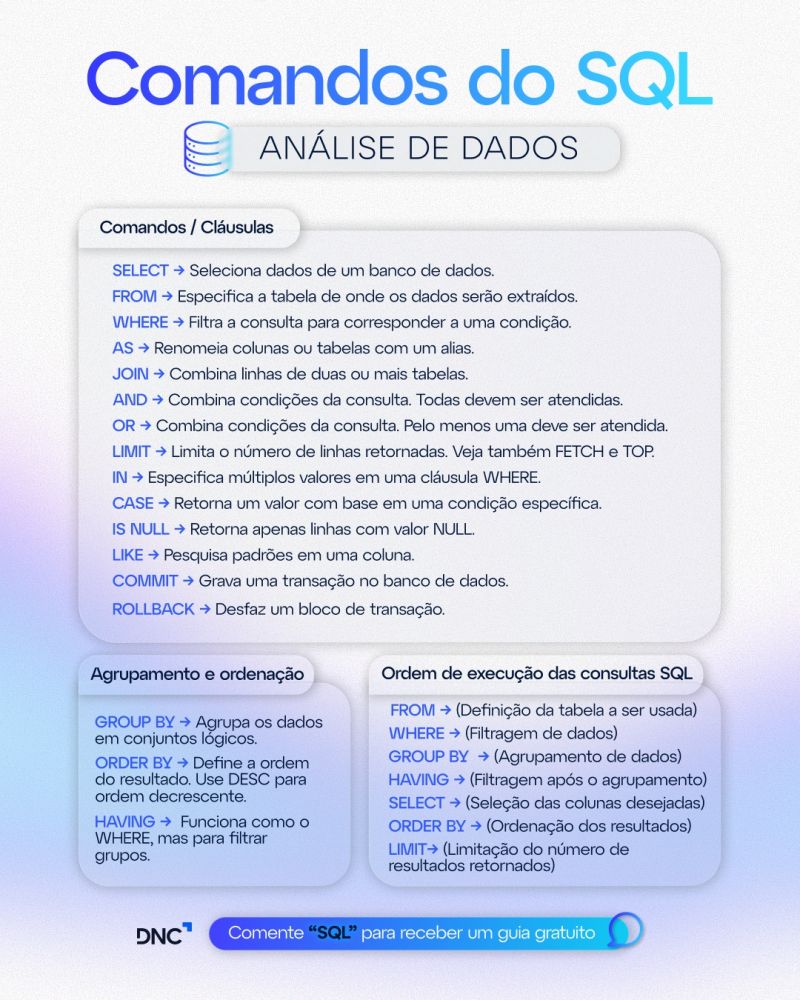 Comandos do SQL
ANÁLISE DE DADOS
Comandos / Cláusulas
SELECT → Seleciona dados de um banco de dados.
FROM → Especifica a tabela de onde os dados serão extraídos.
WHERE → Filtra a consulta para corresponder a uma condição.
AS → Renomeia colunas ou tabelas com um alias.
JOIN → Combina linhas de duas ou mais tabelas.
AND → Combina condições da consulta. Todas devem ser atendidas.
OR → Combina condições da consulta. Pelo menos uma deve ser atendida.
LIMIT → Limita o número de linhas retornadas. Veja também FETCH e TOP.
IN → Especifica múltiplos valores em uma cláusula WHERE.
CASE → Retorna um valor com base em uma condição específica.
IS NULL → Retorna apenas linhas com valor NULL.
LIKE → Pesquisa padrões em uma coluna.
COMMIT → Grava uma transação no banco de dados.
ROLLBACK → Desfaz um bloco de transação.
Agrupamento e ordenação
GROUP BY → Agrupa os dados
em conjuntos lógicos.
ORDER BY → Define a ordem
do resultado. Use DESC para
ordem decrescente.
HAVING → Funciona como o
WHERE, mas para filtrar
grupos.
Ordem de execução das consultas SQL
FROM → (Definição da tabela a ser usada)
WHERE → (Filtragem de dados)
GROUP BY → (Agrupamento de dados)
HAVING → (Filtragem após o agrupamento)
SELECT → (Seleção das colunas desejadas)
ORDER BY → (Ordenação dos resultados)
LIMIT→ (Limitação do número de
resultados retornados)
DNC
Comente “SQL” para receber um guia gratuito